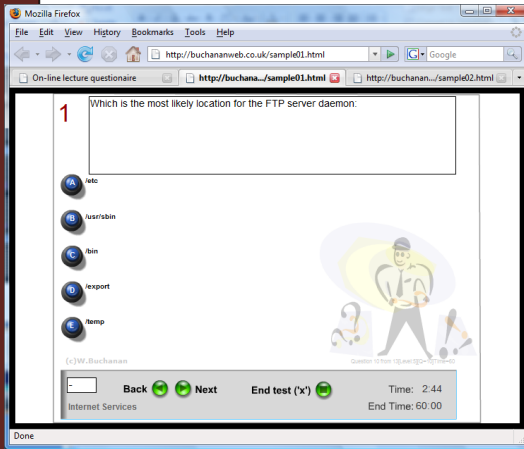 Mozilla Firefox
File Edit View History Bookmarks Tools Help
http://buchananweb.co.uk/sample01.html
Google
On-line lecture questionaire
http://buchana.../sample01.html
http://buchanan.../sample02.html
1
Which is the most likely location for the FTP server daemon:
A /etc
B /usr/sbin
C /bin
D /export
E /temp
(c)W.Buchanan
- Back Next End test ('x') Time: 2:44
Internet Services End Time: 60:00
Done